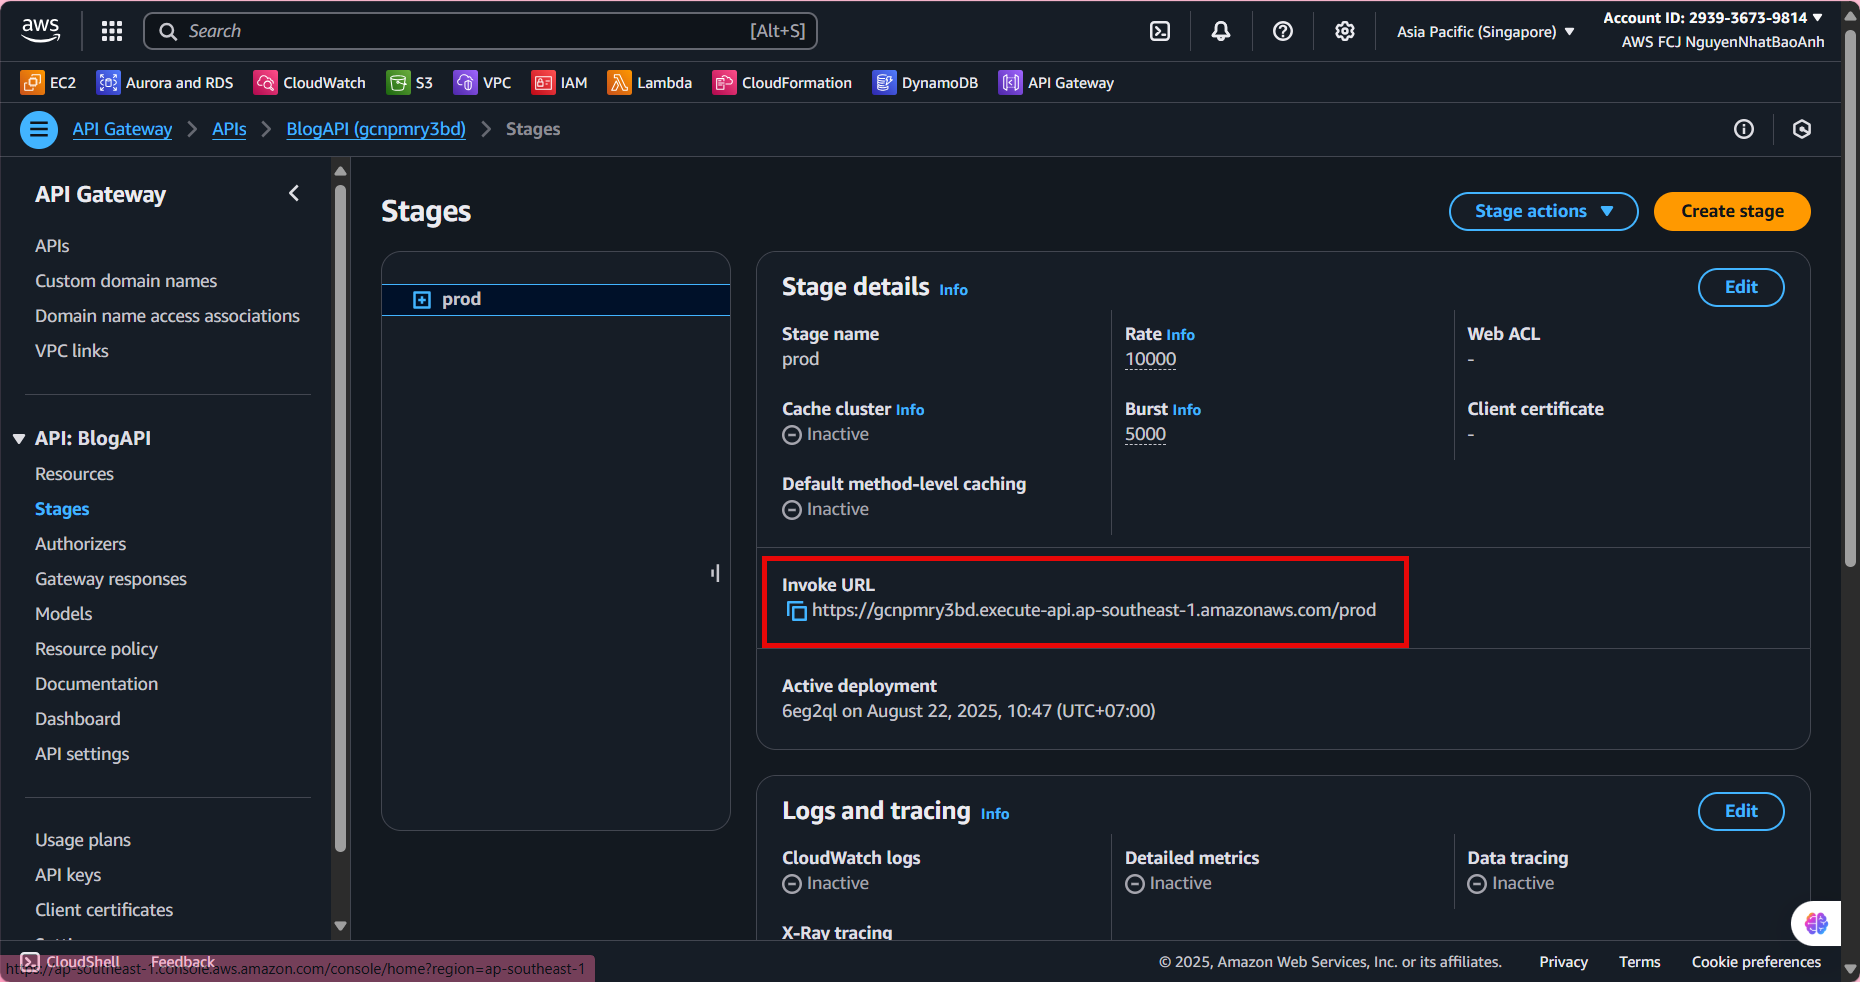 aws
Search [Alt+S]
Asia Pacific (Singapore)
Account ID: 2939-3673-9814
AWS FCJ NguyenNhatBaoAnh
EC2 Aurora and RDS CloudWatch S3 VPC IAM Lambda CloudFormation DynamoDB API Gateway
API Gateway APIs BlogAPI (gcnpmry3bd) Stages
API Gateway
APIs
Custom domain names
Domain name access associations
VPC links
API: BlogAPI
Resources
Stages
Authorizers
Gateway responses
Models
Resource policy
Documentation
Dashboard
API settings
Usage plans
API keys
Client certificates
Stages
Stage actions
Create stage
prod
Stage details Info
Edit
Stage name
prod
Rate Info
10000
Web ACL
-
Cache cluster Info
Inactive
Burst Info
5000
Client certificate
-
Default method-level caching
Inactive
Invoke URL
https://gcnpmry3bd.execute-api.ap-southeast-1.amazonaws.com/prod
Active deployment
6eg2ql on August 22, 2025, 10:47 (UTC+07:00)
Logs and tracing Info
Edit
CloudWatch logs
Inactive
Detailed metrics
Inactive
Data tracing
Inactive
X-Ray tracing
CloudShell Feedback
https://ap-southeast-1.console.aws.amazon.com/console/home?region=ap-southeast-1
© 2025, Amazon Web Services, Inc. or its affiliates. Privacy Terms Cookie preferences